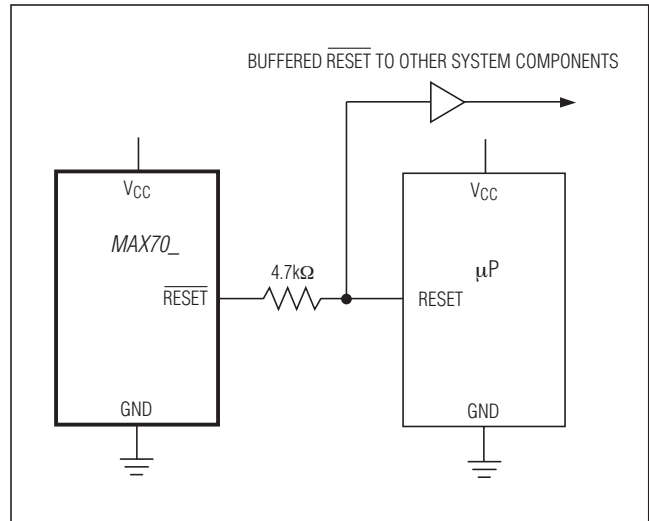 BUFFERED RESET TO OTHER SYSTEM COMPONENTS
VCC
MAX70_
RESET
GND
4.7kΩ
VCC
μP
RESET
GND